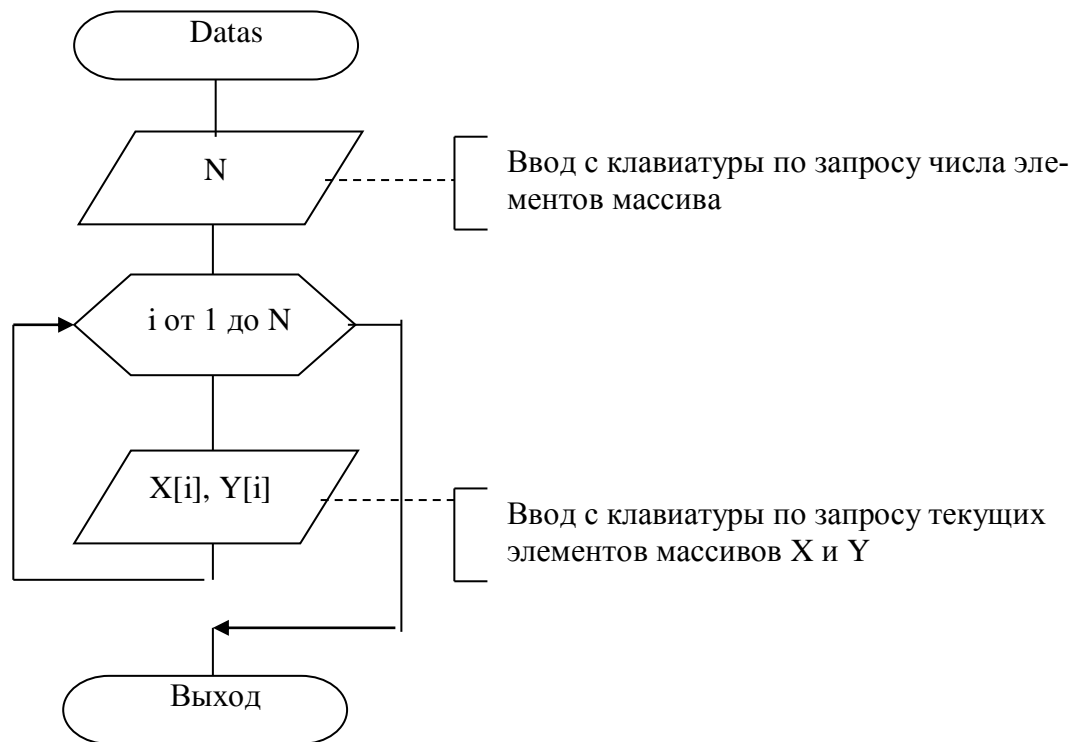 Datas
N
Ввод с клавиатуры по запросу числа эле-
ментов массива
i от 1 до N
X[i], Y[i]
Ввод с клавиатуры по запросу текущих
элементов массивов X и Y
Выход